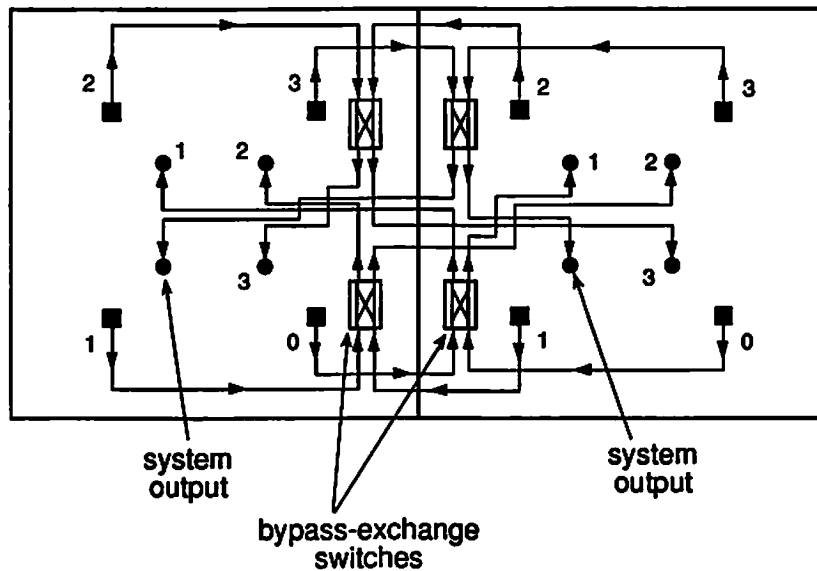 2 3 2 3
1 2 1 2
3 3
1 0 1 0
system
output
bypass-exchange
switches
system
output